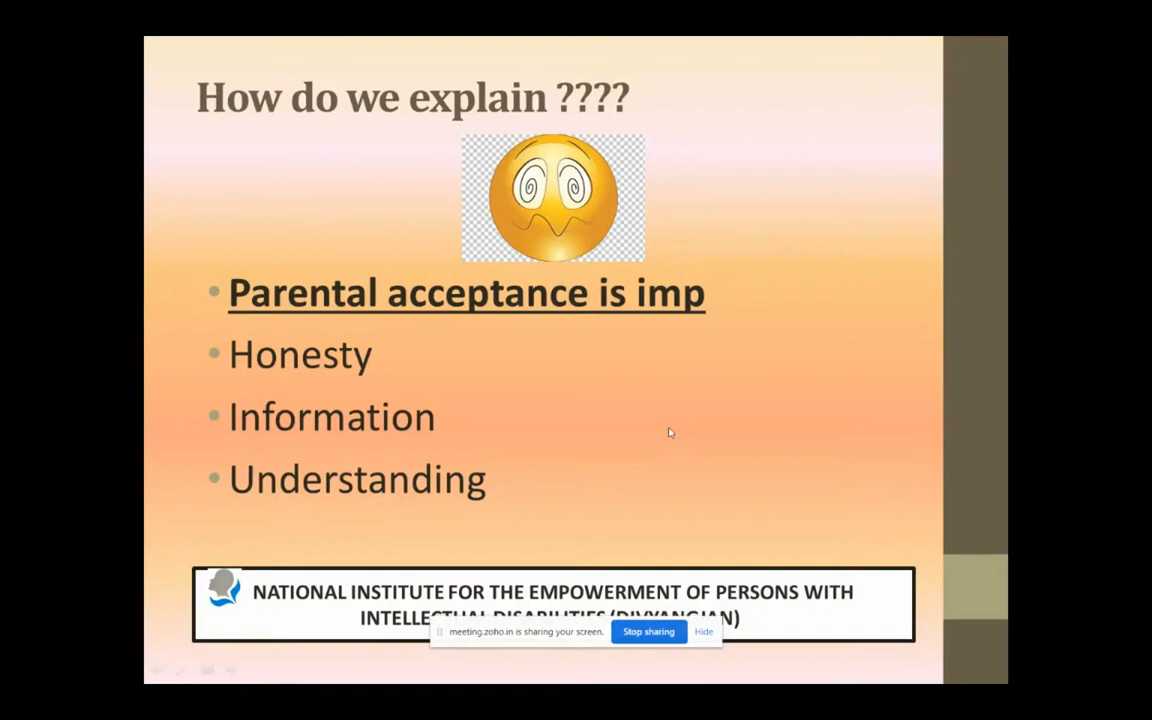 How do we explain ????
Parental acceptance is imp
Honesty
Information
Understanding
NATIONAL INSTITUTE FOR THE EMPOWERMENT OF PERSONS WITH
INTELLECTUAL DISABILITIES (DIVYANGJAN)
meeting.zoho.in is sharing your screen.
Stop sharing
Hide